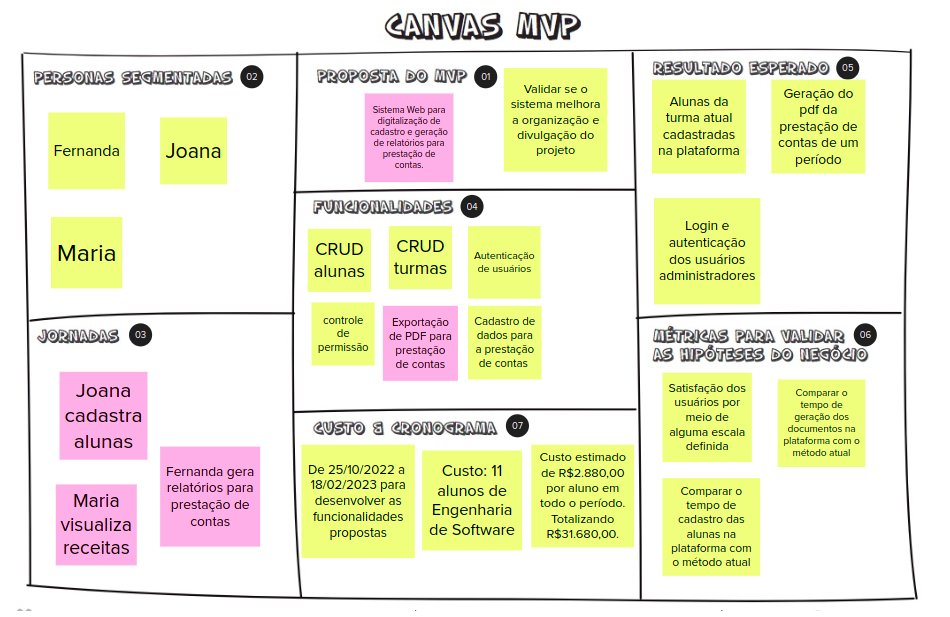 CANVAS MVP
PERSONAS SEGMENTADAS 02
Fernanda
Joana
Maria
PROPOSTA DO MVP 01
Sistema Web para
digitalização de
cadastro e geração
de relatórios para
prestação de
contas.
Validar se o
sistema melhora
a organização e
divulgação do
projeto
RESULTADO ESPERADO 05
Alunas da
turma atual
cadastradas
na plataforma
Geração do
pdf da
prestação de
contas de um
período
Login e
autenticação
dos usuários
administradores
JORNADAS 03
Joana
cadastra
alunas
Fernanda gera
relatórios para
prestação de
contas
Maria
visualiza
receitas
FUNCIONALIDADES 04
CRUD
alunas
CRUD
turmas
Autenticação
de usuários
controle
de
permissão
Exportação
de PDF para
prestação
de contas
Cadastro de
dados para
a prestação
de contas
CUSTO & CRONOGRAMA 07
De 25/10/2022 a
18/02/2023 para
desenvolver as
funcionalidades
propostas
Custo: 11
alunos de
Engenharia
de Software
Custo estimado
de R$2.880,00
por aluno em
todo o período.
Totalizando
R$31.680,00.
MÉTRICAS PARA VALIDAR 06
AS HIPÓTESES DO NEGÓCIO
Satisfação dos
usuários por
meio de
alguma escala
definida
Comparar o
tempo de
geração dos
documentos na
plataforma com o
método atual
Comparar o
tempo de
cadastro das
alunas na
plataforma com
o método atual